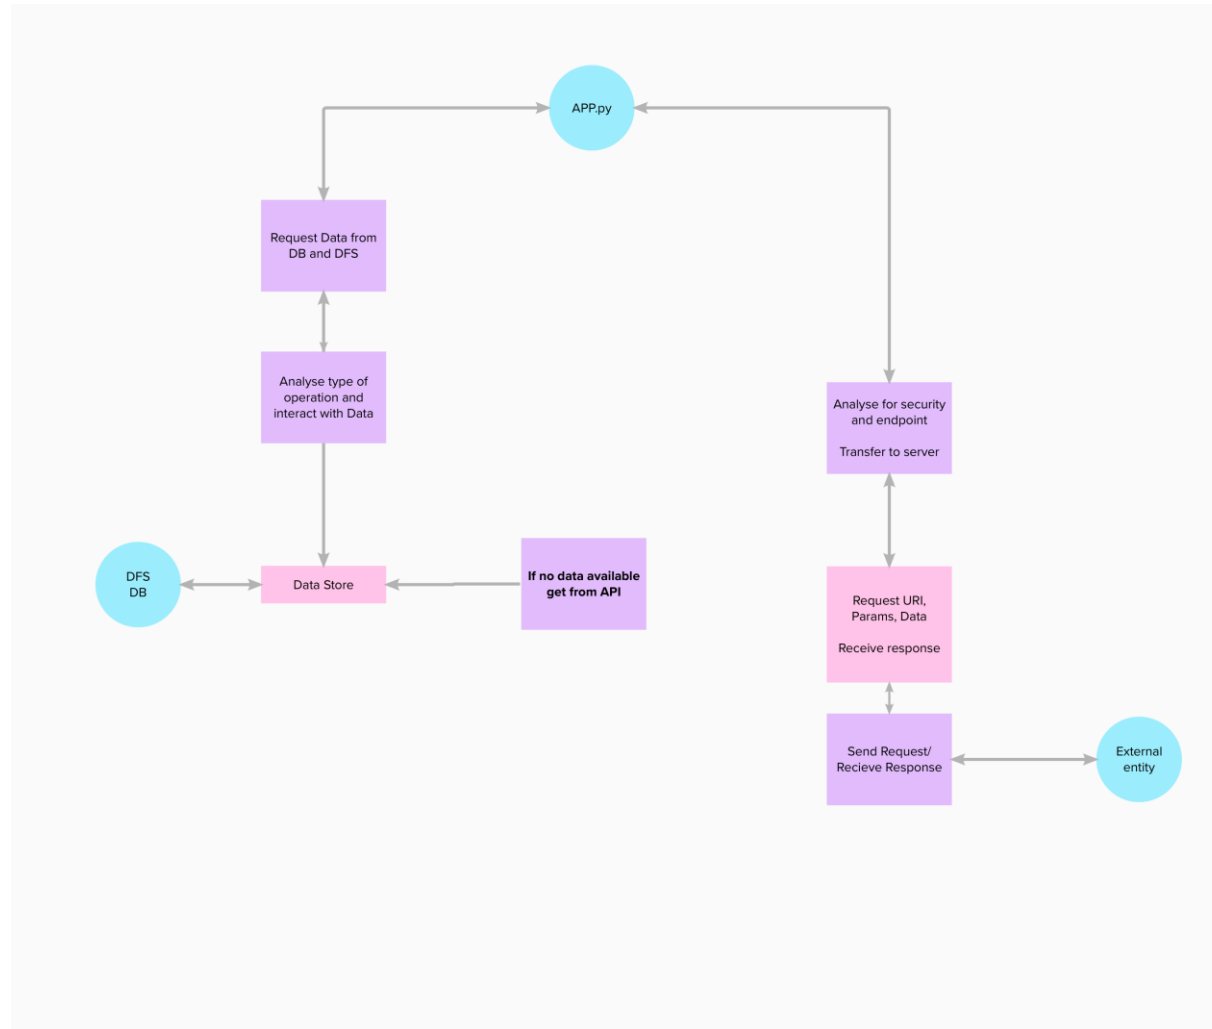 APP.py
Request Data from
DB and DFS
Analyse type of
operation and
interact with Data
Analyse for security
and endpoint
Transfer to server
DFS
DB
Data Store
If no data available
get from API
Request URI,
Params, Data
Receive response
Send Request/
Recieve Response
External
entity